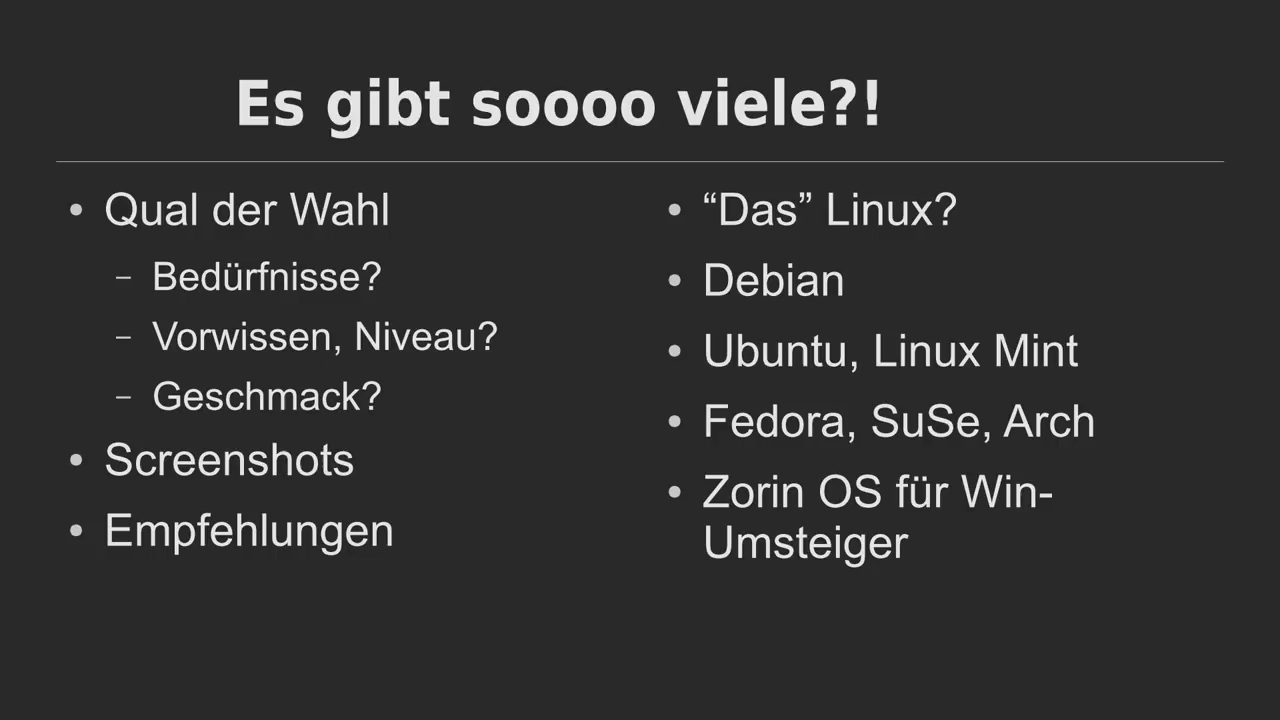 Es gibt soooo viele?!
• Qual der Wahl
– Bedürfnisse?
– Vorwissen, Niveau?
– Geschmack?
• Screenshots
• Empfehlungen
• “Das” Linux?
• Debian
• Ubuntu, Linux Mint
• Fedora, SuSe, Arch
• Zorin OS für Win-
Umsteiger